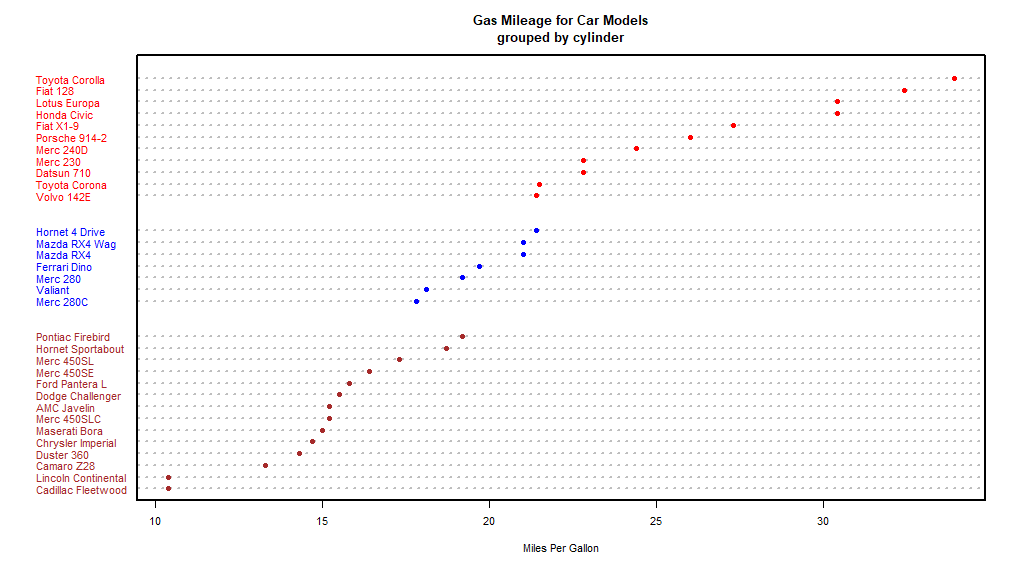 Gas Mileage for Car Models
grouped by cylinder
Toyota Corolla
Fiat 128
Lotus Europa
Honda Civic
Fiat X1-9
Porsche 914-2
Merc 240D
Merc 230
Datsun 710
Toyota Corona
Volvo 142E
Hornet 4 Drive
Mazda RX4 Wag
Mazda RX4
Ferrari Dino
Merc 280
Valiant
Merc 280C
Pontiac Firebird
Hornet Sportabout
Merc 450SL
Merc 450SE
Ford Pantera L
Dodge Challenger
AMC Javelin
Merc 450SLC
Maserati Bora
Chrysler Imperial
Duster 360
Camaro Z28
Lincoln Continental
Cadillac Fleetwood
10 15 20 25 30
Miles Per Gallon